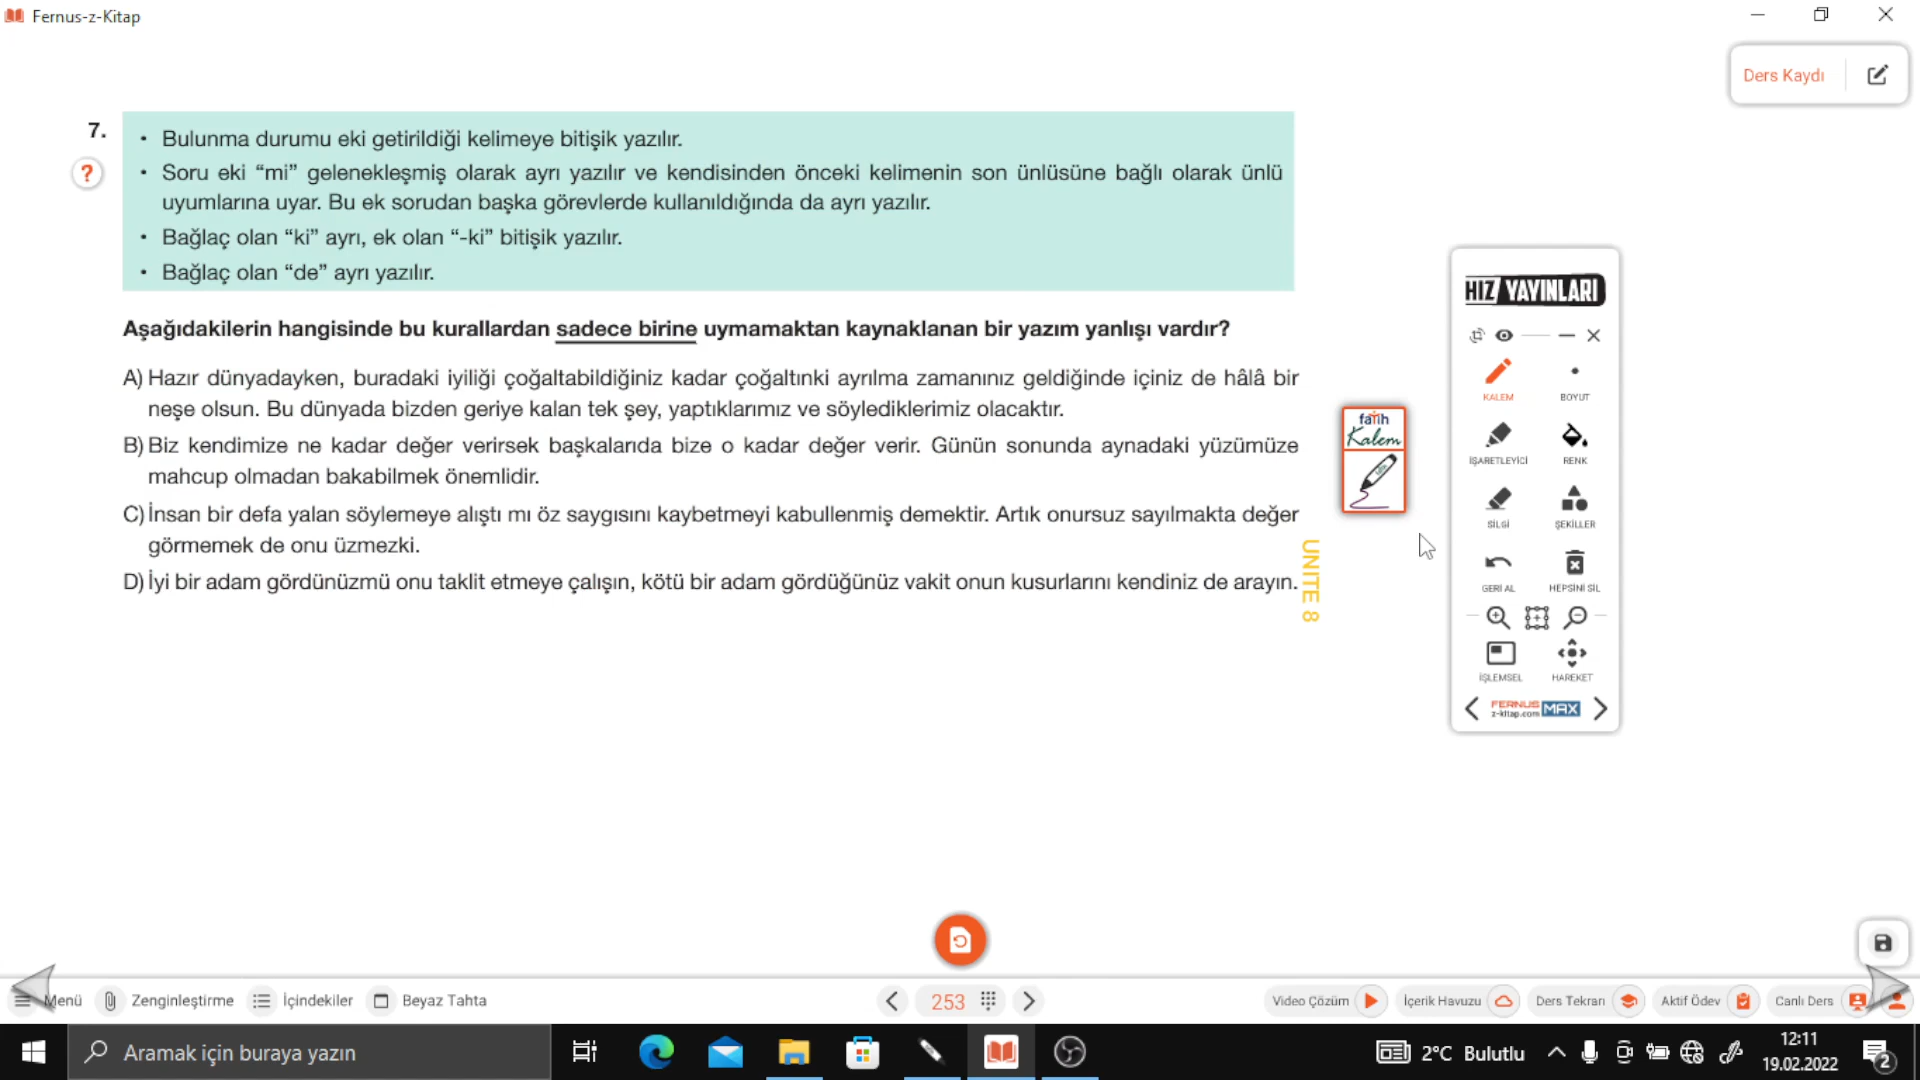 Fernus-z-Kitap
Ders Kaydı
7.
• Bulunma durumu eki getirildiği kelimeye bitişik yazılır.
?
• Soru eki “mi” gelenekleşmiş olarak ayrı yazılır ve kendisinden önceki kelimenin son ünlüsüne bağlı olarak ünlü
uyumlarına uyar. Bu ek sorudan başka görevlerde kullanıldığında da ayrı yazılır.
• Bağlaç olan “ki” ayrı, ek olan “-ki” bitişik yazılır.
• Bağlaç olan “de” ayrı yazılır.
Aşağıdakilerin hangisinde bu kurallardan sadece birine uymamaktan kaynaklanan bir yazım yanlışı vardır?
A) Hazır dünyadayken, buradaki iyiliği çoğaltabildiğiniz kadar çoğaltınki ayrılma zamanınız geldiğinde içiniz de hâlâ bir
neşe olsun. Bu dünyada bizden geriye kalan tek şey, yaptıklarımız ve söylediklerimiz olacaktır.
B) Biz kendimize ne kadar değer verirsek başkalarıda bize o kadar değer verir. Günün sonunda aynadaki yüzümüze
mahcup olmadan bakabilmek önemlidir.
C) İnsan bir defa yalan söylemeye alıştı mı öz saygısını kaybetmeyi kabullenmiş demektir. Artık onursuz sayılmakta değer
görmemek de onu üzmezki.
D) İyi bir adam gördünüzmü onu taklit etmeye çalışın, kötü bir adam gördüğünüz vakit onun kusurlarını kendiniz de arayın.
ÜNİTE 8
fatih
Kalem
HIZ YAYINLARI
KALEM
BOYUT
İŞARETLEYİCİ
RENK
SİLGİ
ŞEKİLLER
GERİ AL
HEPSİNİ SİL
İŞLEMSEL
HAREKET
FERNUS
z-kitap.com
MAX
Menü
Zenginleştirme
İçindekiler
Beyaz Tahta
253
Video Çözüm
İçerik Havuzu
Ders Tekrarı
Aktif Ödev
Canlı Ders
Aramak için buraya yazın
2°C Bulutlu
12:11
19.02.2022
2